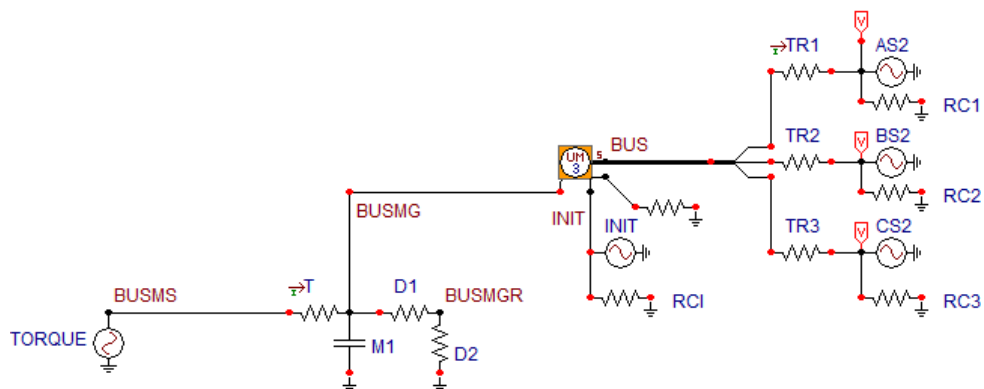 V
TR1
AS2
RC1
BUS
UM
3
S
TR2
V
BS2
RC2
BUSMG
INIT
INIT
TR3
V
CS2
RC3
RCI
BUSMS
T
D1
BUSMGR
TORQUE
M1
D2